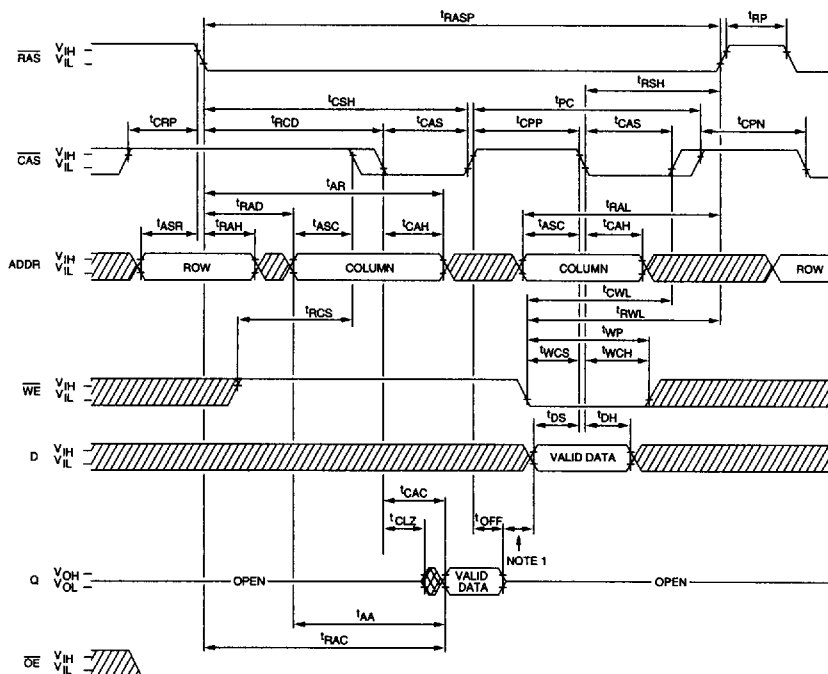 tRASP
tRP
RAS VIH
VIL
tRSH
tCSH
tPC
tCRP
tRCD
tCAS
tCPP
tCAS
tCPN
CAS VIH
VIL
tAR
tRAD
tRAL
tASR
tRAH
tASC
tCAH
tASC
tCAH
ADDR VIH
VIL
ROW
COLUMN
COLUMN
ROW
tCWL
tRCS
tRWL
tWP
tWCS
tWCH
WE VIH
VIL
tDS
tDH
D VIH
VIL
VALID DATA
tCAC
tCLZ
tOFF
NOTE 1
Q VOH
VOL
OPEN
VALID
DATA
OPEN
tAA
tRAC
OE VIH
VIL